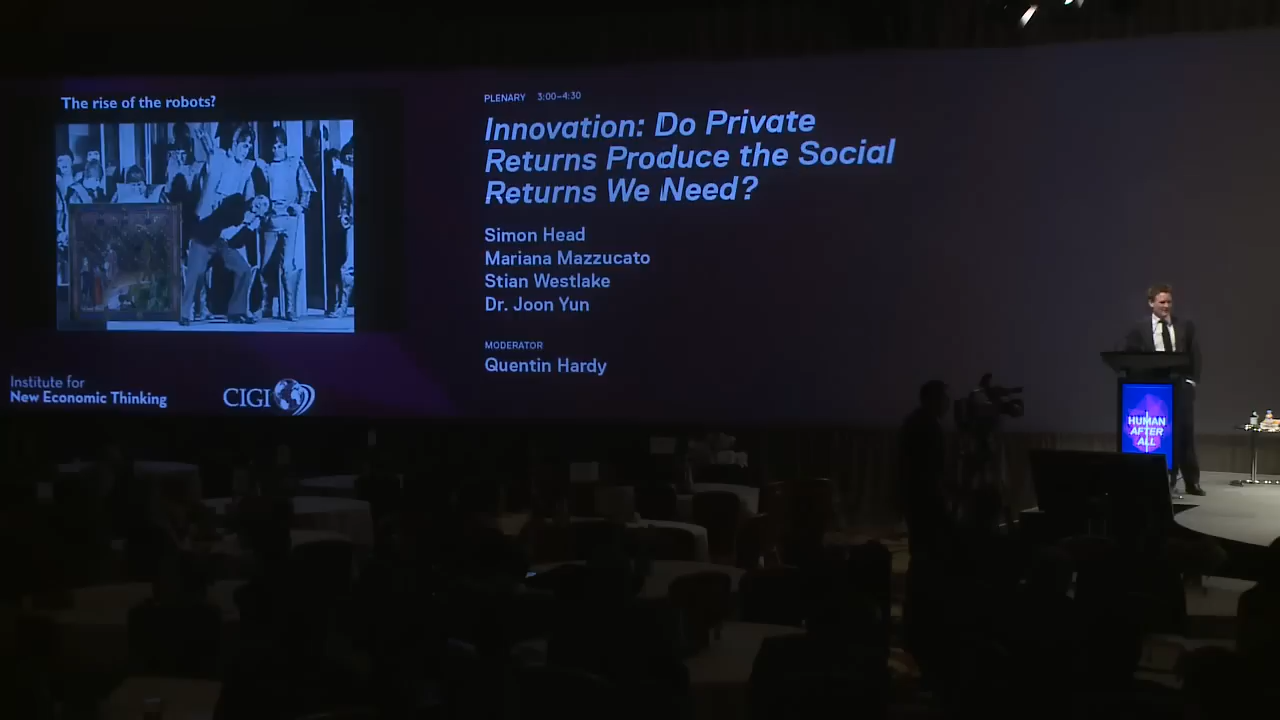 The rise of the robots?
PLENARY 3:00–4:30
Innovation: Do Private
Returns Produce the Social
Returns We Need?
Simon Head
Mariana Mazzucato
Stian Westlake
Dr. Joon Yun
MODERATOR
Quentin Hardy
Institute for
New Economic Thinking
CIGI
HUMAN
AFTER
ALL